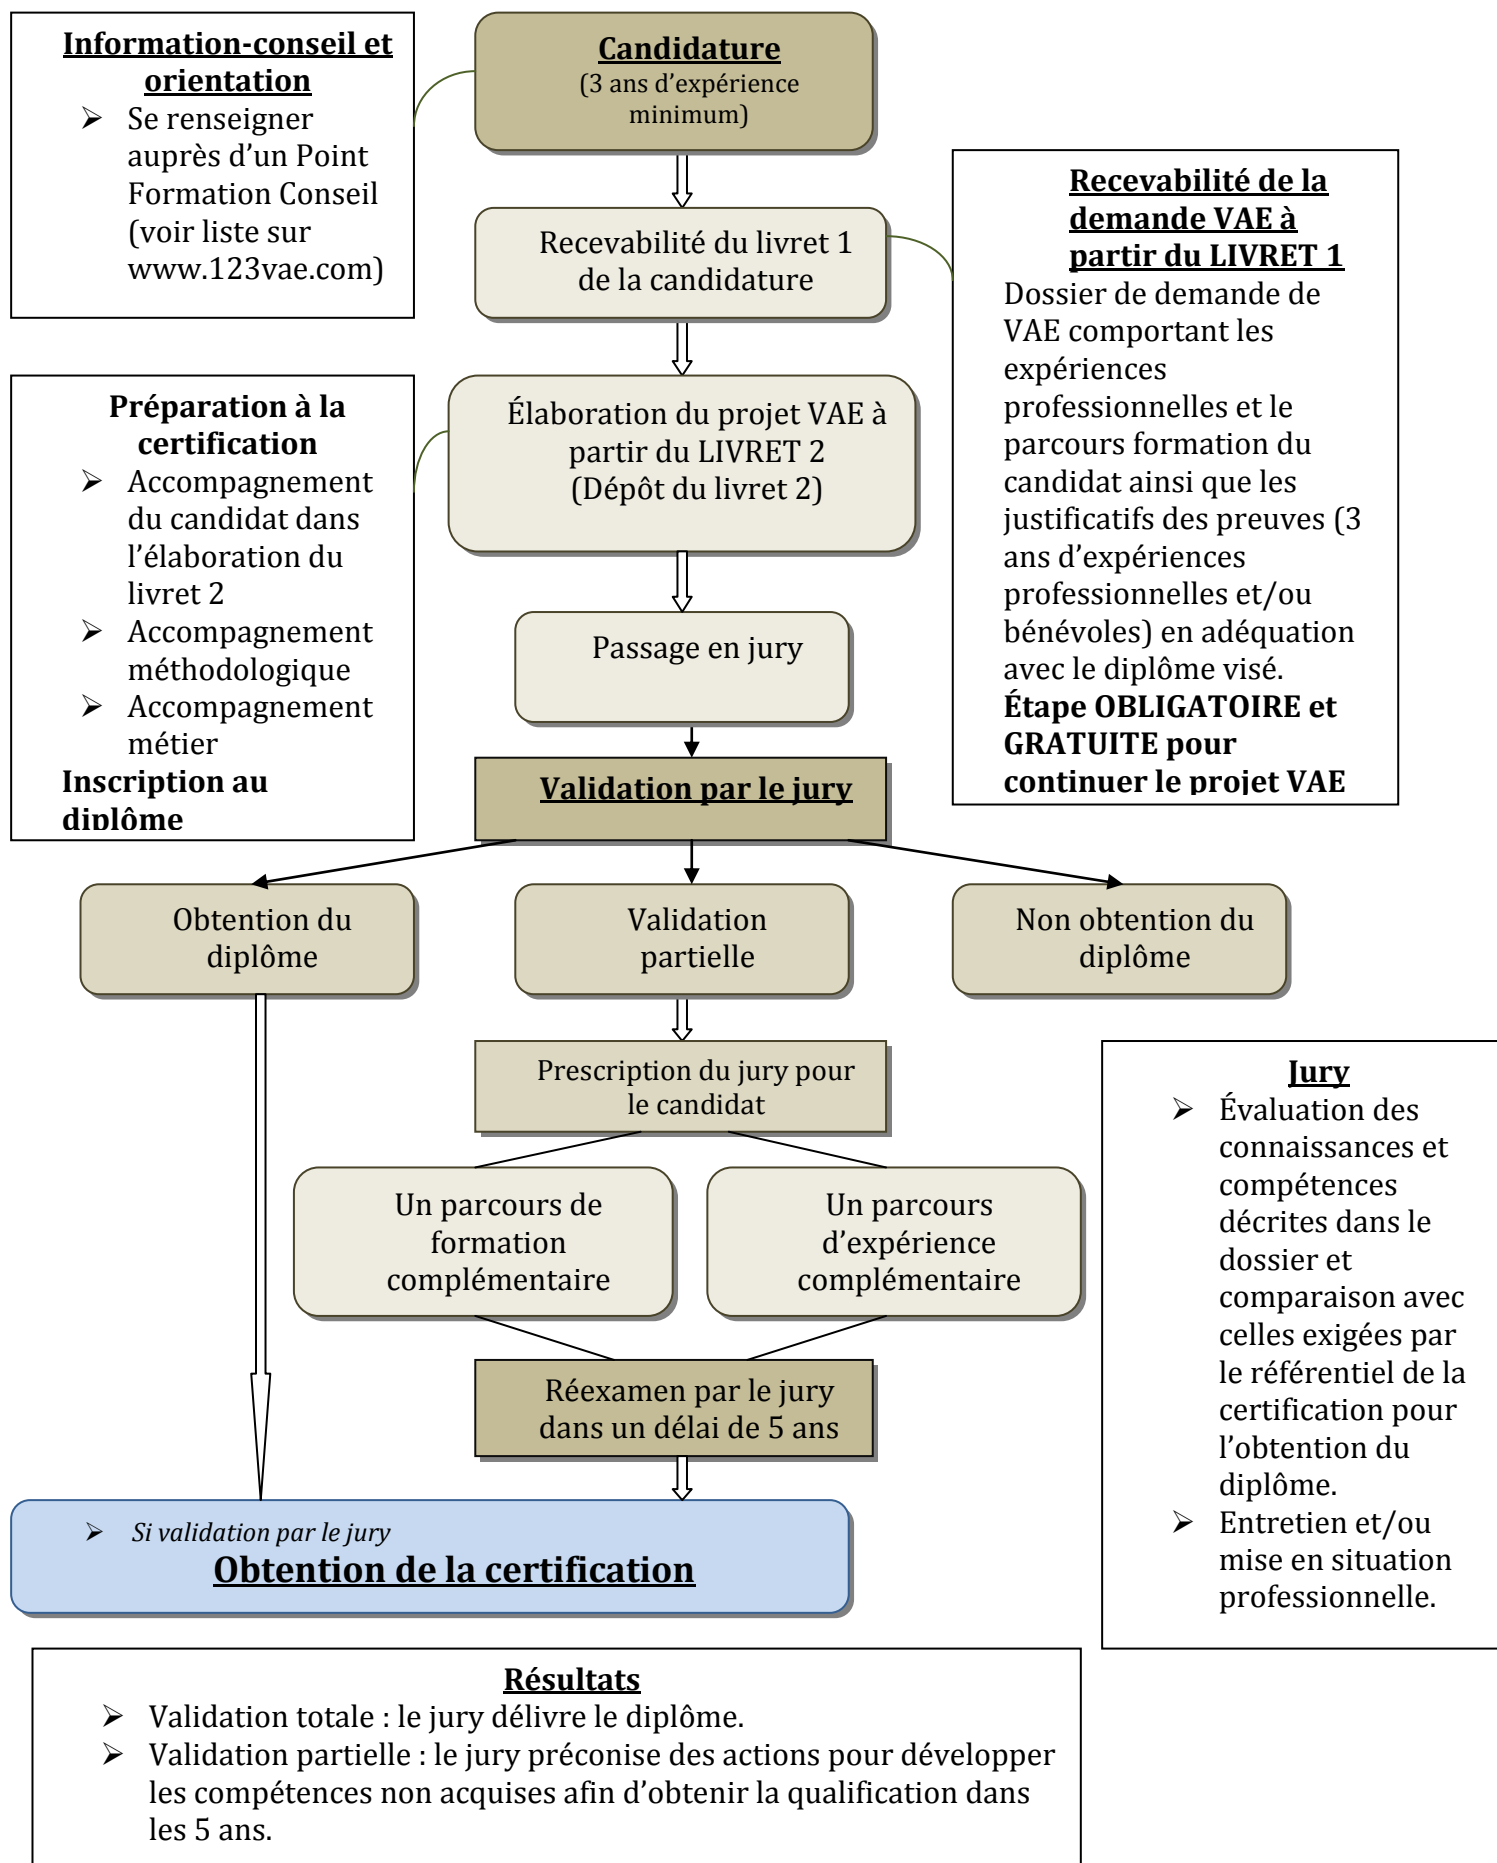 Information-conseil et
orientation
➢ Se renseigner
auprès d’un Point
Formation Conseil
(voir liste sur
www.123vae.com)
Candidature
(3 ans d’expérience
minimum)
Recevabilité du livret 1
de la candidature
Recevabilité de la
demande VAE à
partir du LIVRET 1
Dossier de demande de
VAE comportant les
expériences
professionnelles et le
parcours formation du
candidat ainsi que les
justificatifs des preuves (3
ans d’expériences
professionnelles et/ou
bénévoles) en adéquation
avec le diplôme visé.
Étape OBLIGATOIRE et
GRATUITE pour
continuer le projet VAE
Préparation à la
certification
➢ Accompagnement
du candidat dans
l’élaboration du
livret 2
➢ Accompagnement
méthodologique
➢ Accompagnement
métier
Inscription au
diplôme
Élaboration du projet VAE à
partir du LIVRET 2
(Dépôt du livret 2)
Passage en jury
Validation par le jury
Obtention du
diplôme
Validation
partielle
Non obtention du
diplôme
Prescription du jury pour
le candidat
Un parcours de
formation
complémentaire
Un parcours
d’expérience
complémentaire
Réexamen par le jury
dans un délai de 5 ans
➢ Si validation par le jury
Obtention de la certification
Jury
➢ Évaluation des
connaissances et
compétences
décrites dans le
dossier et
comparaison avec
celles exigées par
le référentiel de la
certification pour
l’obtention du
diplôme.
➢ Entretien et/ou
mise en situation
professionnelle.
Résultats
➢ Validation totale : le jury délivre le diplôme.
➢ Validation partielle : le jury préconise des actions pour développer
les compétences non acquises afin d’obtenir la qualification dans
les 5 ans.